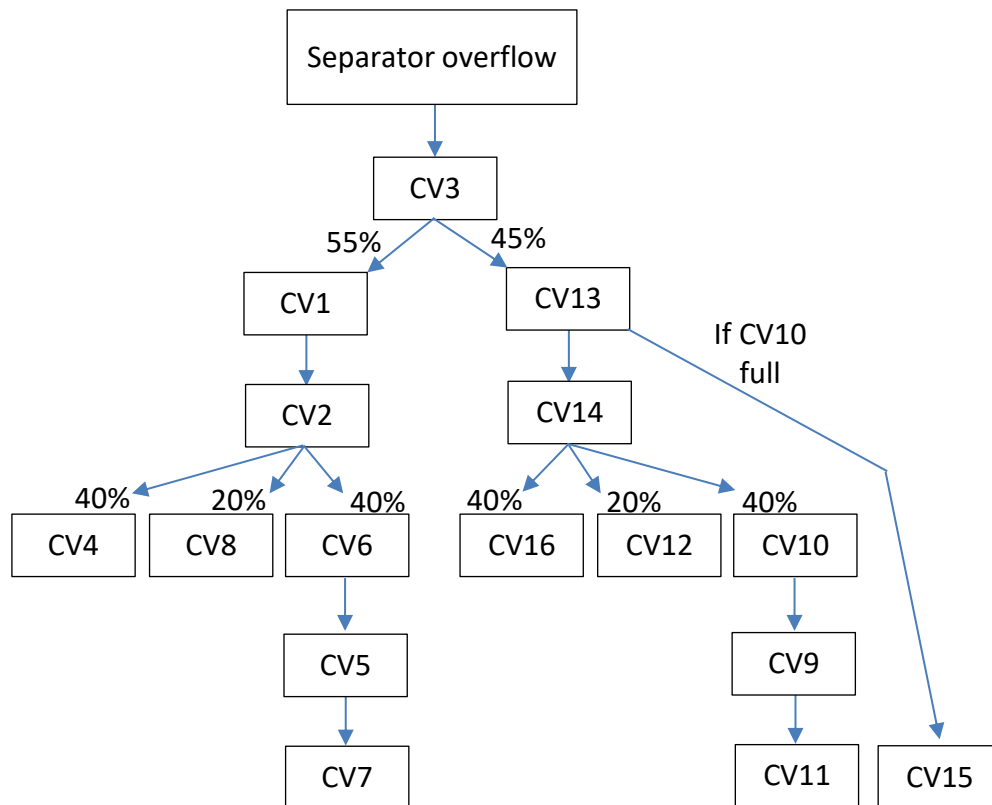 Separator overflow
CV3
55%
45%
CV1
CV13
If CV10
full
CV2
CV14
40%
20%
40%
40%
20%
40%
CV4
CV8
CV6
CV16
CV12
CV10
CV5
CV9
CV7
CV11
CV15